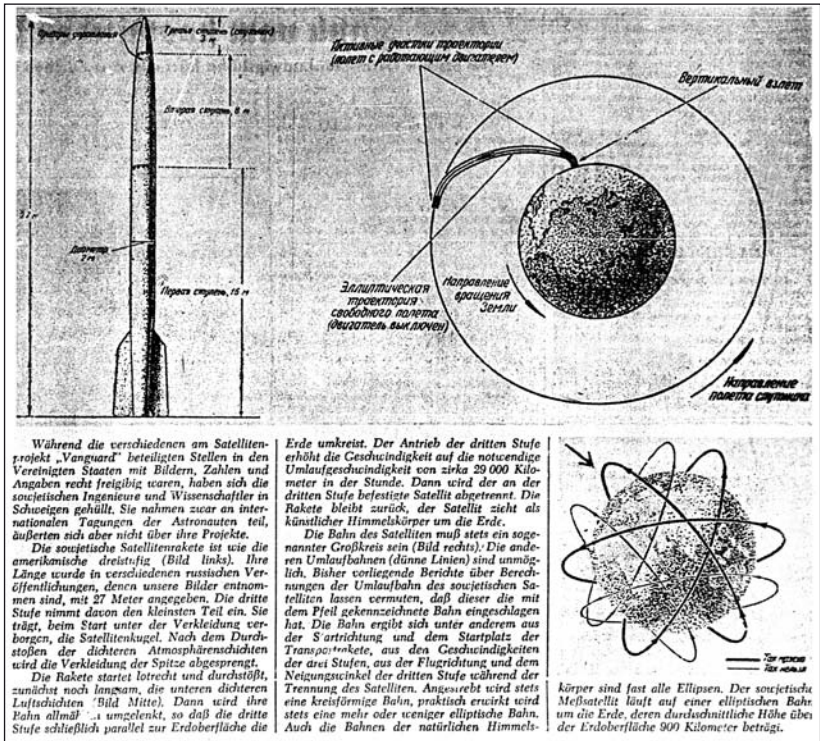 Приборы управления
Третья ступень (спутник)
3 м
Вторая ступень, 8 м
Диаметр
2 м
Первая ступень, 15 м
Активные участки траектории
(полет с работающим двигателем)
Вертикальный взлет
Эллиптическая
траектория
свободного полета
(двигатель выключен)
Направление
вращения
Земли
Направление
полета спутника
Während die verschiedenen am Satelliten-
projekt „Vanguard" beteiligten Stellen in den
Vereinigten Staaten mit Bildern, Zahlen und
Angaben recht freigibig waren, haben sich die
sowjetischen Ingenieure und Wissenschaftler in
Schweigen gehüllt. Sie nahmen zwar an inter-
nationalen Tagungen der Astronauten teil,
äußerten sich aber nicht über ihre Projekte.
Die sowjetische Satellitenrakete ist wie die
amerikanische dreistufig (Bild links). Ihre
Länge wurde in verschiedenen russischen Ver-
öffentlichungen, denen unsere Bilder entnom-
men sind, mit 27 Meter angegeben. Die dritte
Stufe nimmt davon den kleinsten Teil ein. Sie
trägt, beim Start unter der Verkleidung ver-
borgen, die Satellitenkugel. Nach dem Durch-
stoßen der dichteren Atmosphärenschichten
wird die Verkleidung der Spitze abgesprengt.
Die Rakete startet lotrecht und durchstößt,
zunächst noch langsam, die unteren dichteren
Luftschichten (Bild Mitte). Dann wird ihre
Bahn umgelenkt, so daß die dritte
Stufe schließlich parallel zur Erdoberfläche die
Erde umkreist. Der Antrieb der dritten Stufe
erhöht die Geschwindigkeit auf die notwendige
Umlaufgeschwindigkeit von zirka 29 000 Kilo-
meter in der Stunde. Dann wird der an der
dritten Stufe befestigte Satellit abgetrennt. Die
Rakete bleibt zurück, der Satellit zieht als
künstlicher Himmelskörper um die Erde.
Die Bahn des Satelliten muß stets ein soge-
nannter Großkreis sein (Bild rechts). Die ande-
ren Umlaufbahnen (dünne Linien) sind unmög-
lich. Bisher vorliegende Berichte über Berech-
nungen der Umlaufbahn des sowjetischen Sa-
telliten lassen vermuten, daß dieser die mit
dem Pfeil gekennzeichnete Bahn eingeschlagen
hat. Die Bahn ergibt sich unter anderem aus
der Startrichtung und dem Startplatz der
Transportrakete, aus den Geschwindigkeiten
der drei Stufen, aus der Flugrichtung und dem
Neigungswinkel der dritten Stufe während der
Trennung des Satelliten. Angestrebt wird stets
eine kreisförmige Bahn, praktisch erwirkt wird
stets eine mehr oder weniger elliptische Bahn.
Auch die Bahnen der natürlichen Himmels-
Так можно
Так нельзя
körper sind fast alle Ellipsen. Der sowjetische
Meßsatellit läuft auf einer elliptischen Bahn
um die Erde, deren durchschnittliche Höhe über
der Erdoberfläche 900 Kilometer beträgt.